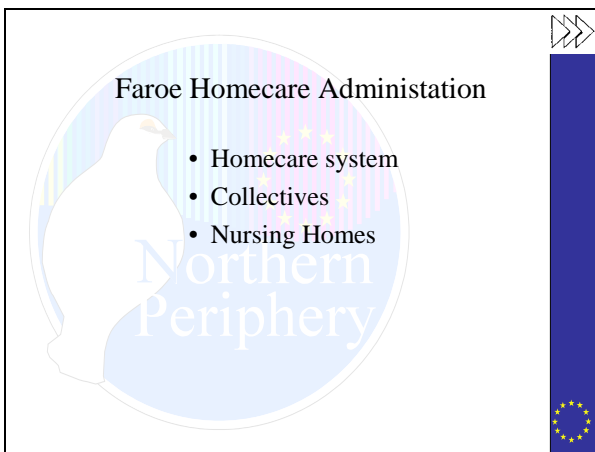 Faroe Homecare Administation
• Homecare system
• Collectives
• Nursing Homes
Northern
Periphery